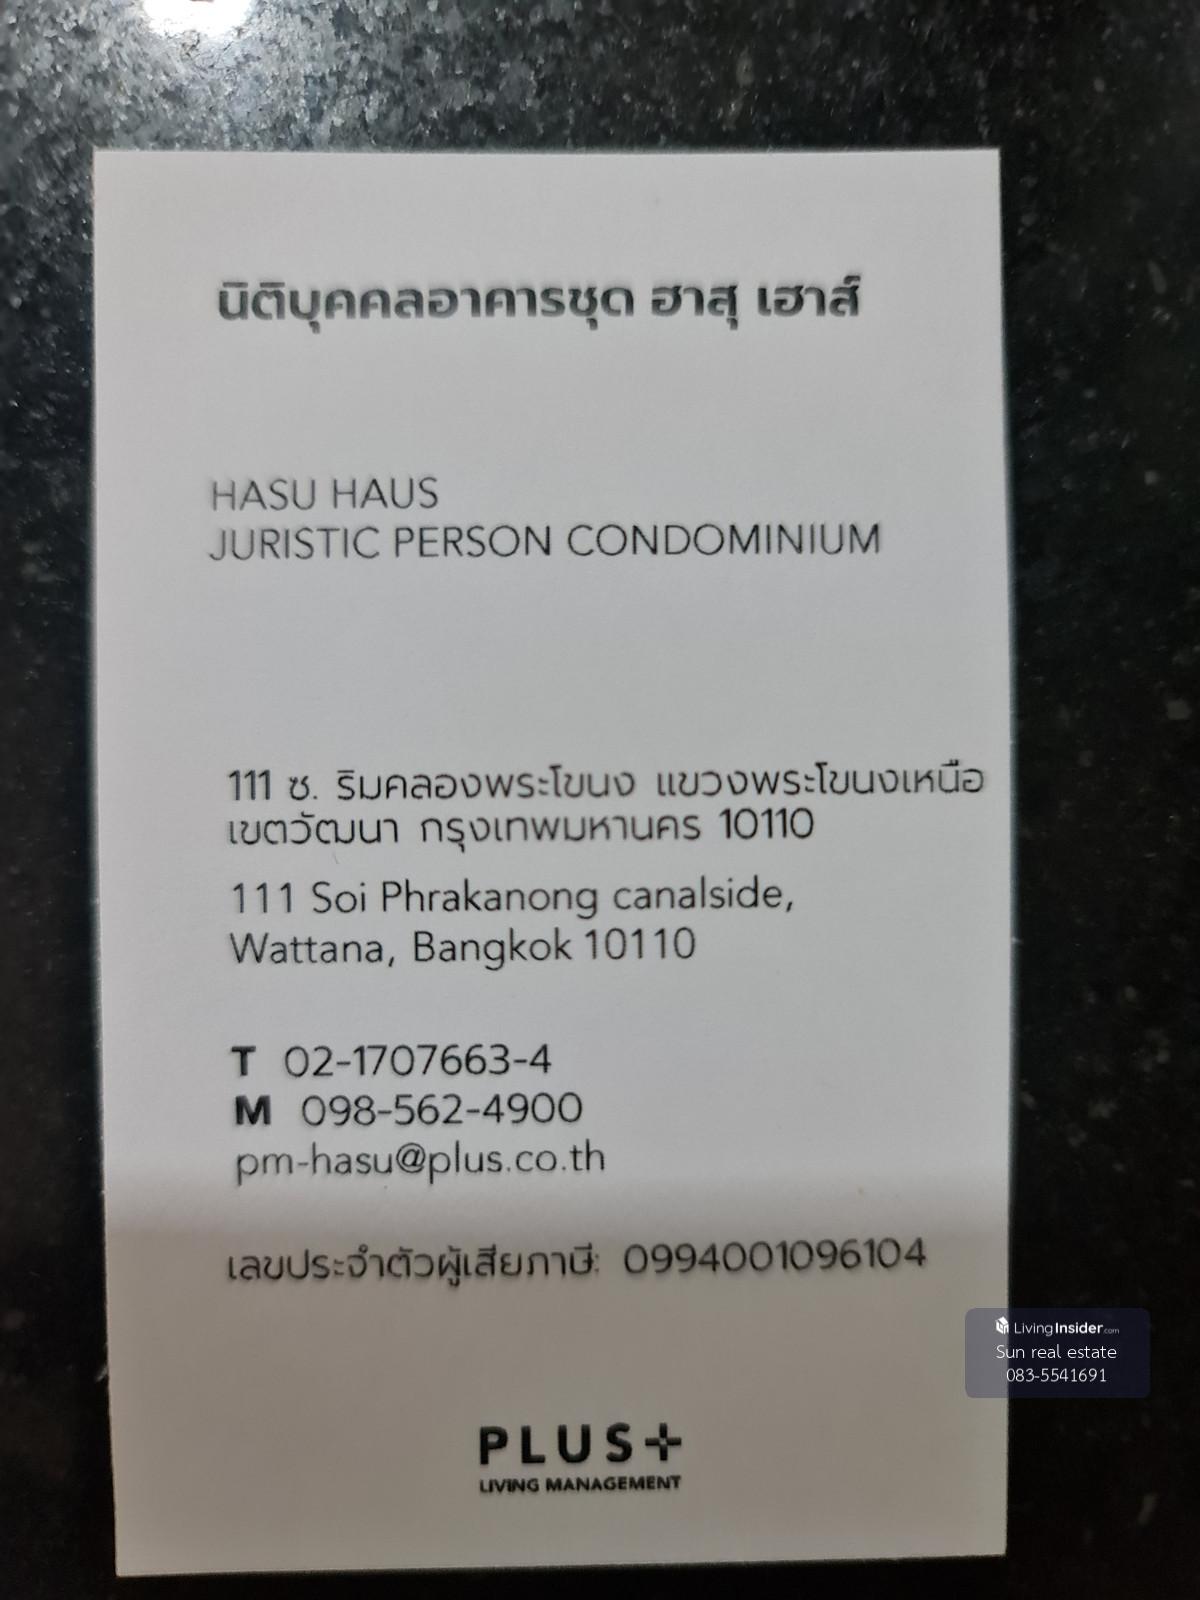 นิติบุคคลอาคารชุด ฮาสุ เฮาส์
HASU HAUS
JURISTIC PERSON CONDOMINIUM
111 ซ. ริมคลองพระโขนง แขวงพระโขนงเหนือ
เขตวัฒนา กรุงเทพมหานคร 10110
111 Soi Phrakanong canalside,
Wattana, Bangkok 10110
T 02-1707663-4
M 098-562-4900
pm-hasu@plus.co.th
เลขประจำตัวผู้เสียภาษี: 0994001096104
LivingInsider.com
Sun real estate
083-5541691
PLUS+
LIVING MANAGEMENT